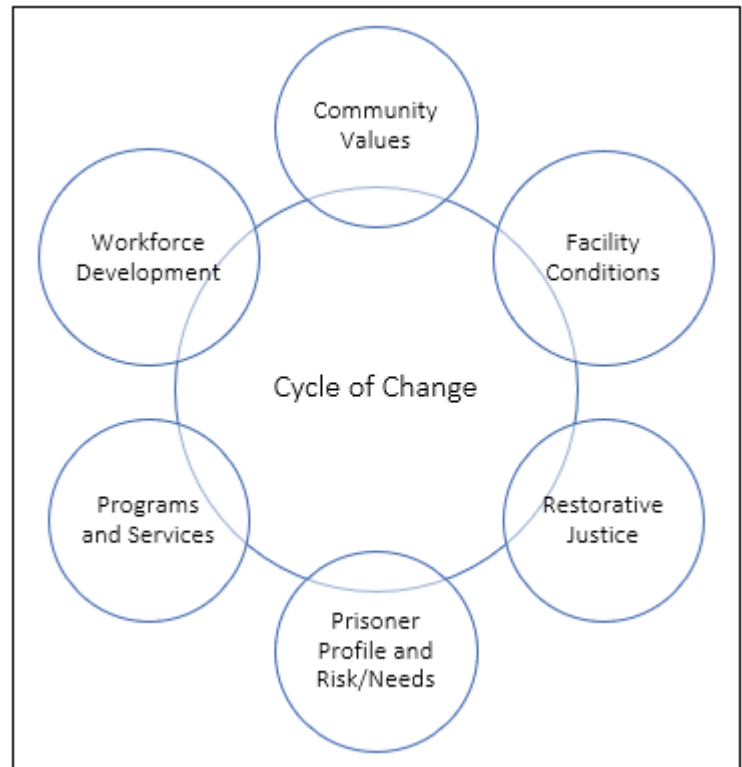 Community
Values
Workforce
Development
Facility
Conditions
Cycle of Change
Programs
and Services
Restorative
Justice
Prisoner
Profile and
Risk/Needs